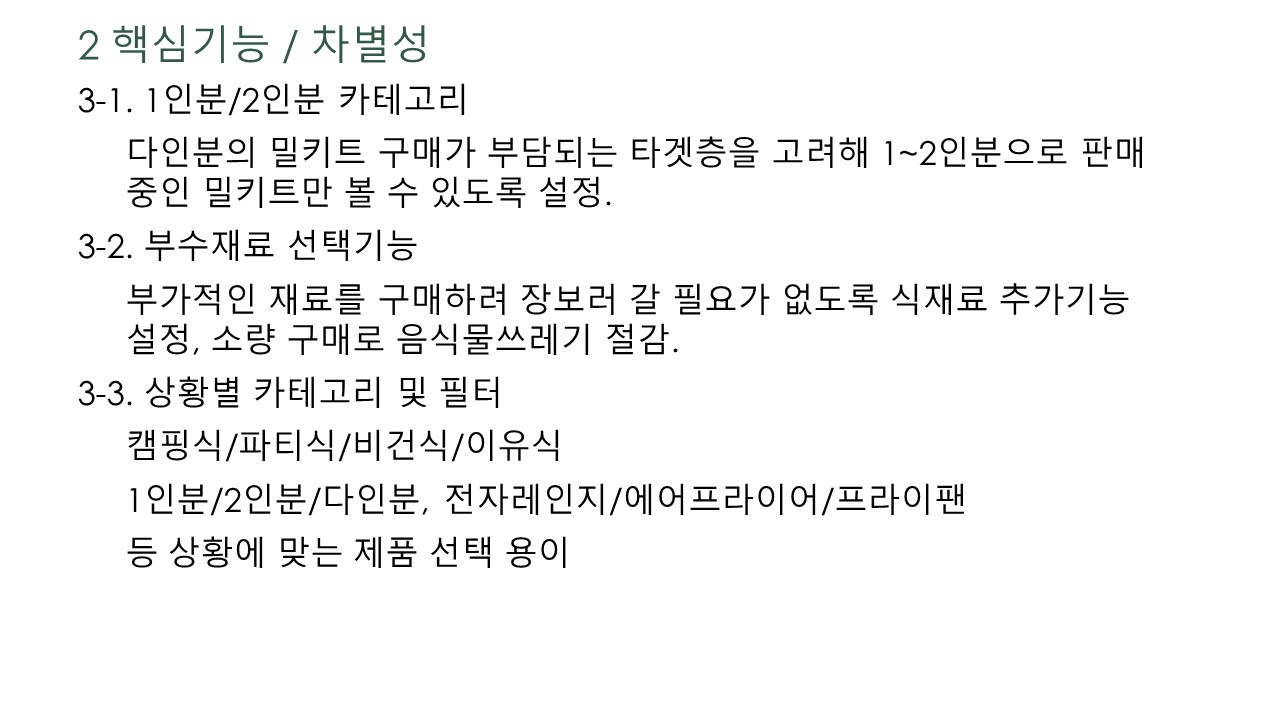 2 핵심기능 / 차별성
3-1. 1인분/2인분 카테고리
다인분의 밀키트 구매가 부담되는 타겟층을 고려해 1~2인분으로 판매
중인 밀키트만 볼 수 있도록 설정.
3-2. 부수재료 선택기능
부가적인 재료를 구매하려 장보러 갈 필요가 없도록 식재료 추가기능
설정, 소량 구매로 음식물쓰레기 절감.
3-3. 상황별 카테고리 및 필터
캠핑식/파티식/비건식/이유식
1인분/2인분/다인분, 전자레인지/에어프라이어/프라이팬
등 상황에 맞는 제품 선택 용이